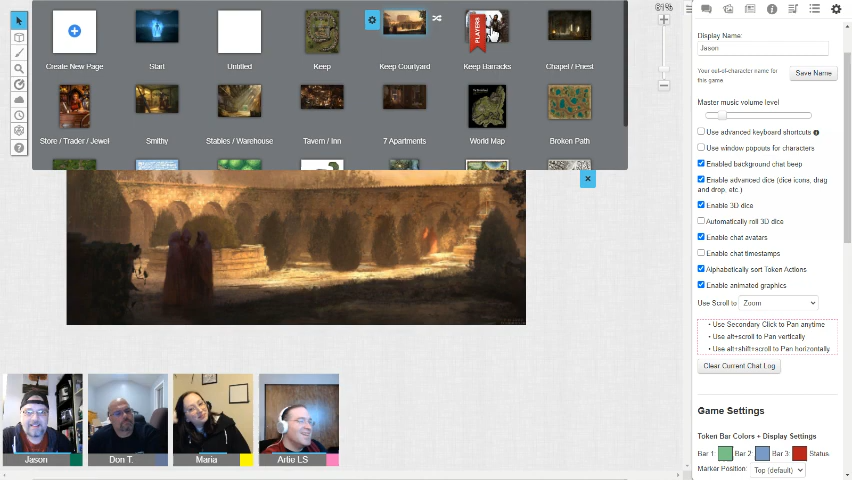 61%
PLAYERS
Create New Page
Start
Untitled
Keep
Keep Courtyard
Keep Barracks
Chapel / Priest
Store / Trader / Jewel
Smithy
Stables / Warehouse
Tavern / Inn
7 Apartments
World Map
Broken Path
Jason
Don T.
Maria
Artie LS
Display Name:
Jason
Your out-of-character name for
this game
Save Name
Master music volume level
Use advanced keyboard shortcuts
Use window popouts for characters
Enabled background chat beep
Enable advanced dice (dice icons, drag
and drop, etc.)
Enable 3D dice
Automatically roll 3D dice
Enable chat avatars
Enable chat timestamps
Alphabetically sort Token Actions
Enable animated graphics
Use Scroll to Zoom
• Use Secondary Click to Pan anytime
• Use alt+scroll to Pan vertically
• Use alt+shift+scroll to Pan horizontally
Clear Current Chat Log
Game Settings
Token Bar Colors + Display Settings
Bar 1: Bar 2: Bar 3: Status
Marker Position: Top (default)